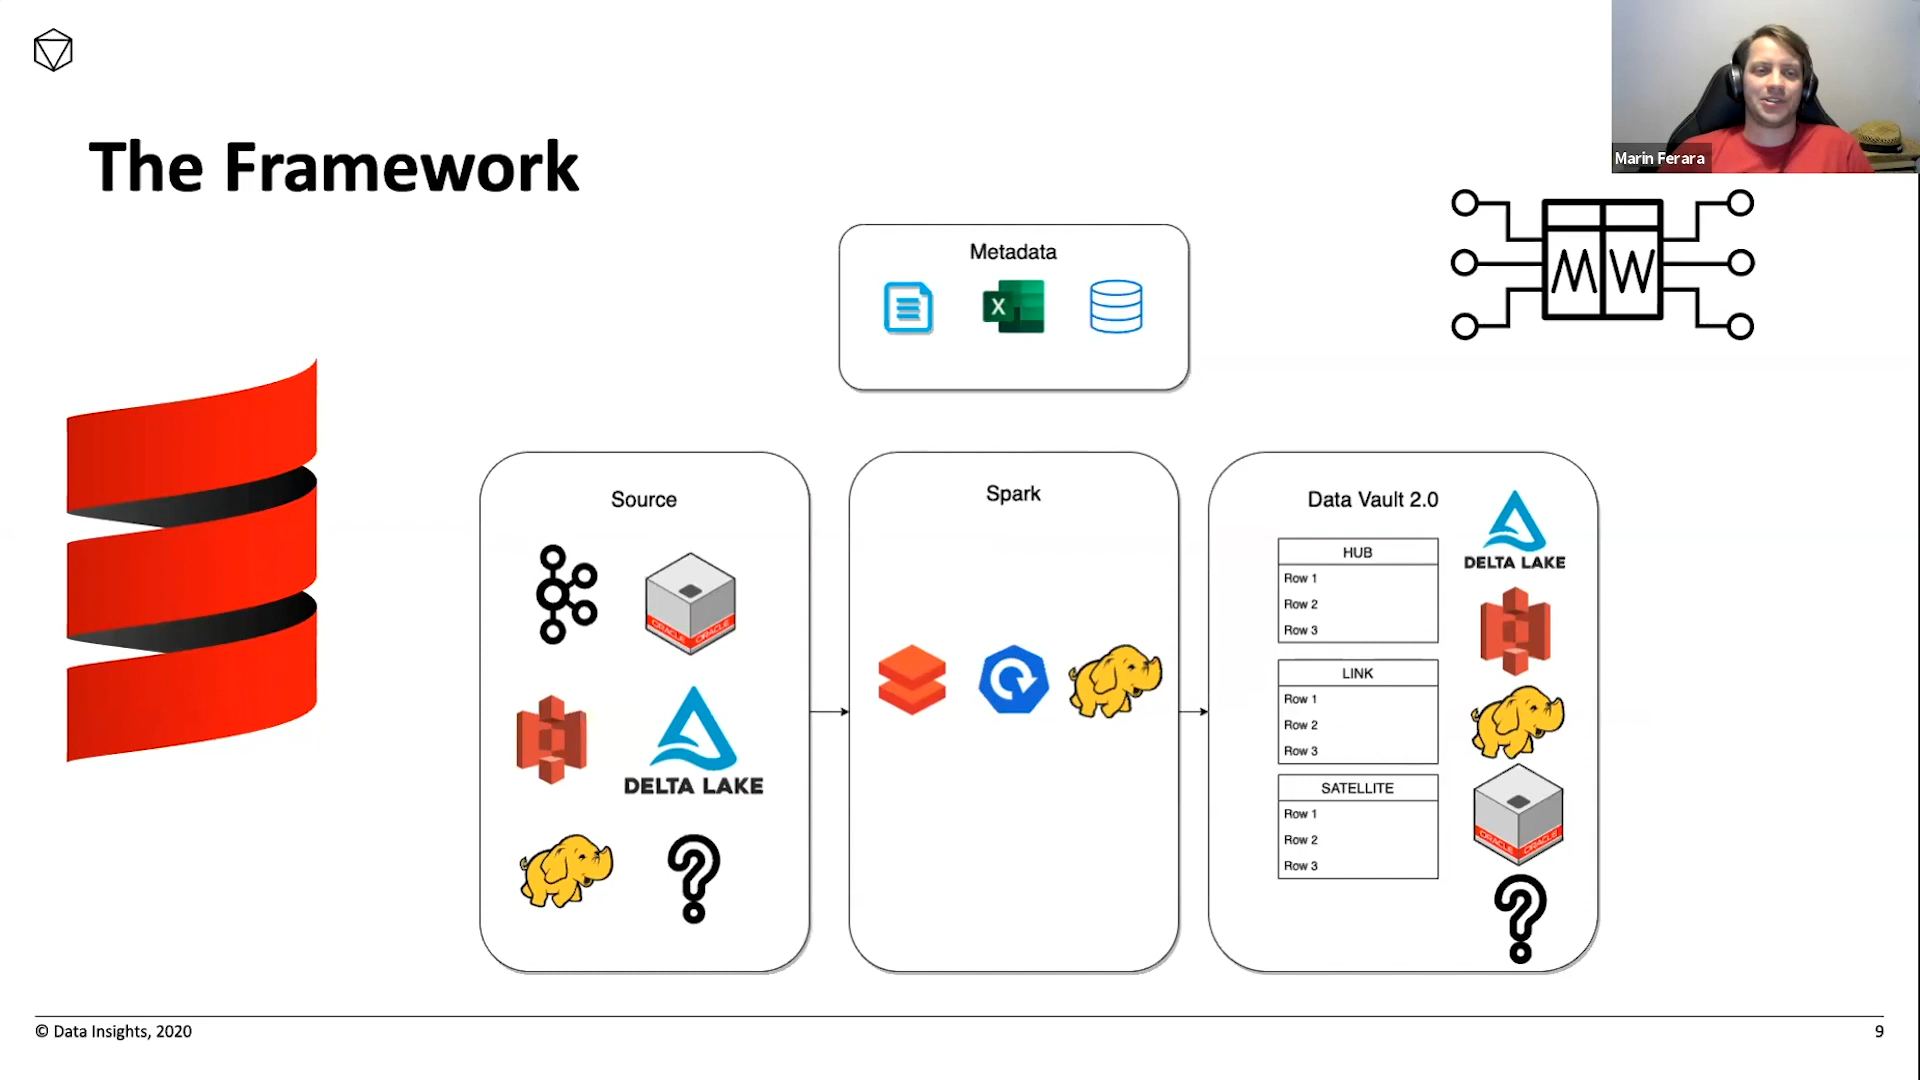 The Framework
Marin Ferara
M W
Metadata
X
Source
ORACLE ORACLE
DELTA LAKE
Spark
Data Vault 2.0
HUB
Row 1
Row 2
Row 3
LINK
Row 1
Row 2
Row 3
SATELLITE
Row 1
Row 2
Row 3
DELTA LAKE
ORACLE ORACLE
© Data Insights, 2020
9